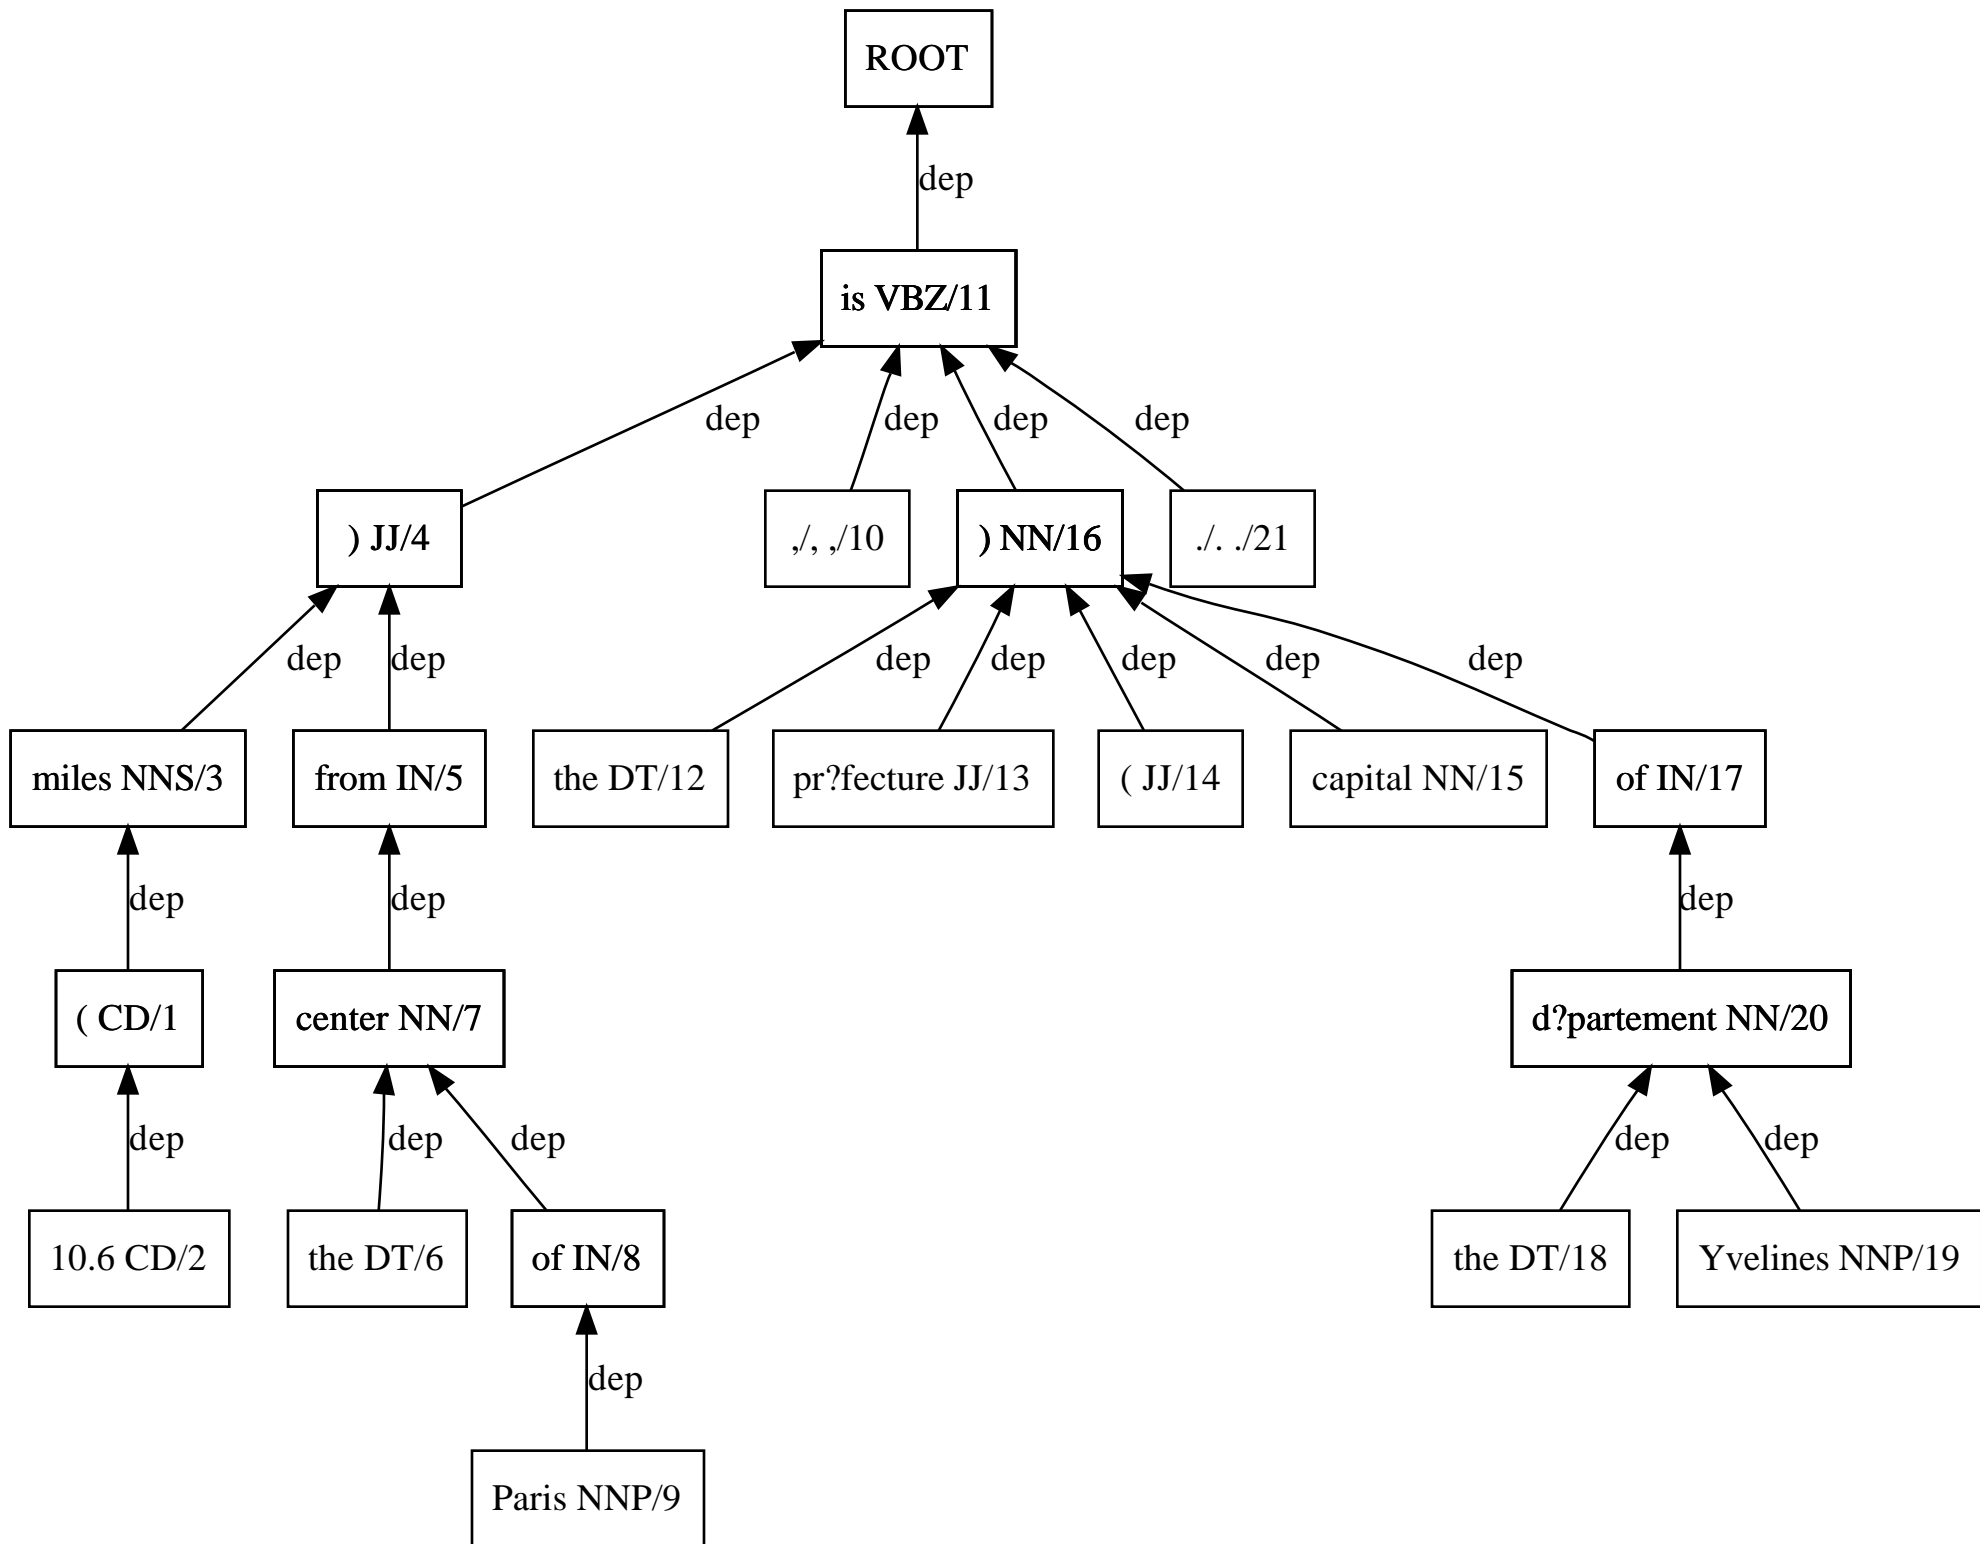 ROOT
dep
is VBZ/11
dep dep dep dep
) JJ/4 ,/, ,/10 ) NN/16 ./. ./21
dep dep dep dep dep dep dep
miles NNS/3 from IN/5 the DT/12 pr?fecture JJ/13 ( JJ/14 capital NN/15 of IN/17
dep dep dep
( CD/1 center NN/7 d?partement NN/20
dep dep dep dep dep
10.6 CD/2 the DT/6 of IN/8 the DT/18 Yvelines NNP/19
dep
Paris NNP/9